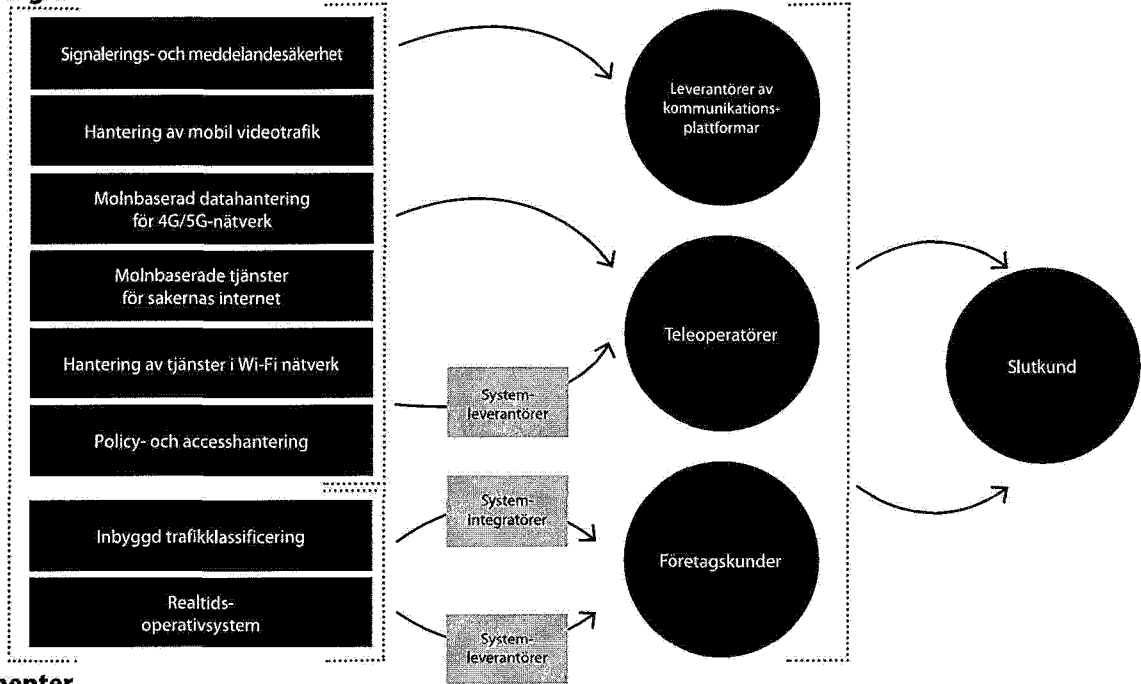 Signalerings- och meddelandesäkerhet
Hantering av mobil videotrafik
Molnbaserad datahantering
för 4G/5G-nätverk
Molnbaserade tjänster
för sakernas internet
Hantering av tjänster i Wi-Fi nätverk
Policy- och accesshantering
Inbyggd trafikklassificering
Realtids-
operativsystem
System-
leverantörer
System-
integratörer
System-
leverantörer
Leverantörer av
kommunikations-
plattformar
Teleoperatörer
Företagskunder
Slutkund